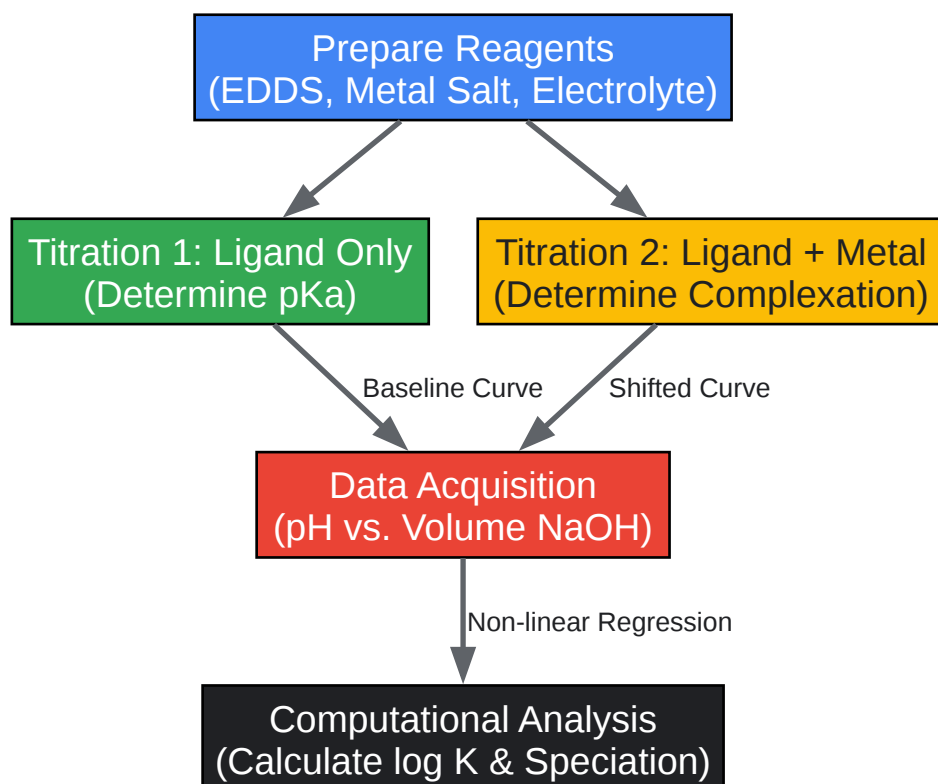 Prepare Reagents
(EDDS, Metal Salt, Electrolyte)
Titration 1: Ligand Only
(Determine pKa)
Titration 2: Ligand + Metal
(Determine Complexation)
Baseline Curve
Shifted Curve
Data Acquisition
(pH vs. Volume NaOH)
Non-linear Regression
Computational Analysis
(Calculate log K & Speciation)